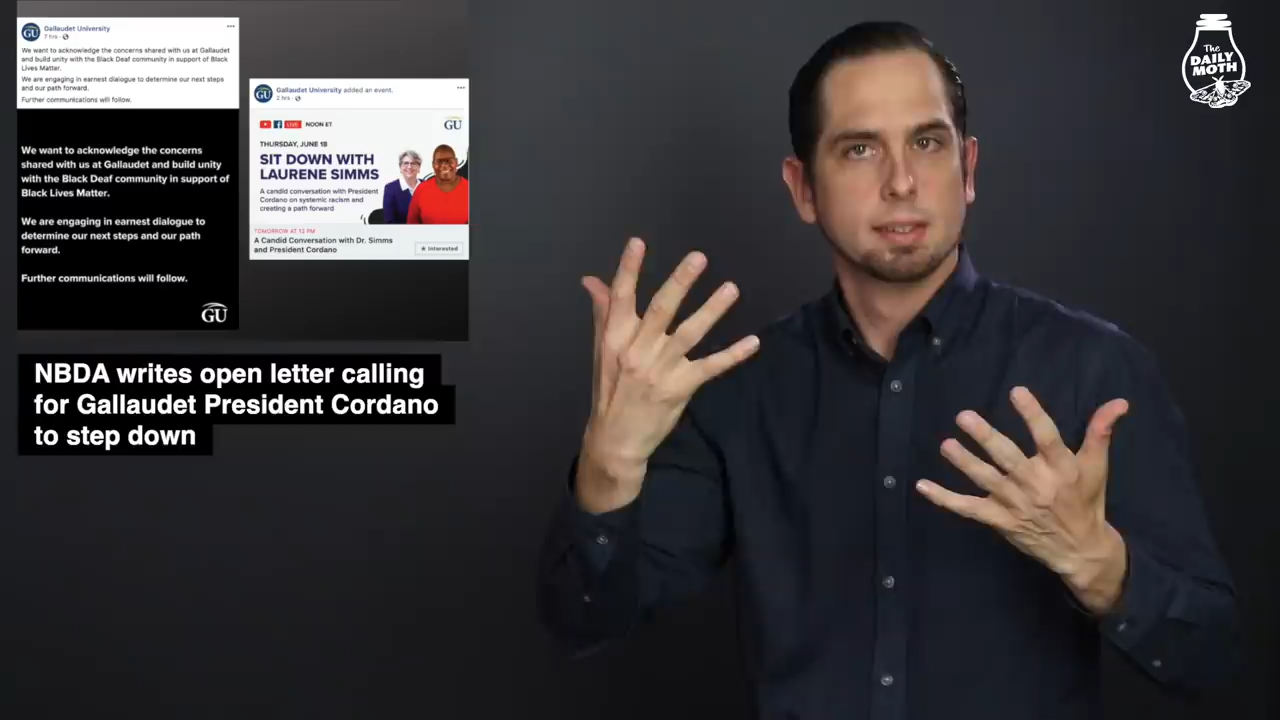 Gallaudet University
7 hrs ·
We want to acknowledge the concerns shared with us at Gallaudet
and build unity with the Black Deaf community in support of Black
Lives Matter.
We are engaging in earnest dialogue to determine our next steps
and our path forward.
Further communications will follow.
We want to acknowledge the concerns
shared with us at Gallaudet and build unity
with the Black Deaf community in support of
Black Lives Matter.
We are engaging in earnest dialogue to
determine our next steps and our path
forward.
Further communications will follow.
GU
Gallaudet University added an event.
2 hrs ·
LIVE NOON ET
GU
THURSDAY, JUNE 18
SIT DOWN WITH
LAURENE SIMMS
A candid conversation with President
Cordano on systemic racism and
creating a path forward
TOMORROW AT 12 PM
A Candid Conversation with Dr. Simms
and President Cordano
★ Interested
NBDA writes open letter calling
for Gallaudet President Cordano
to step down
The
DAILY
MOTH